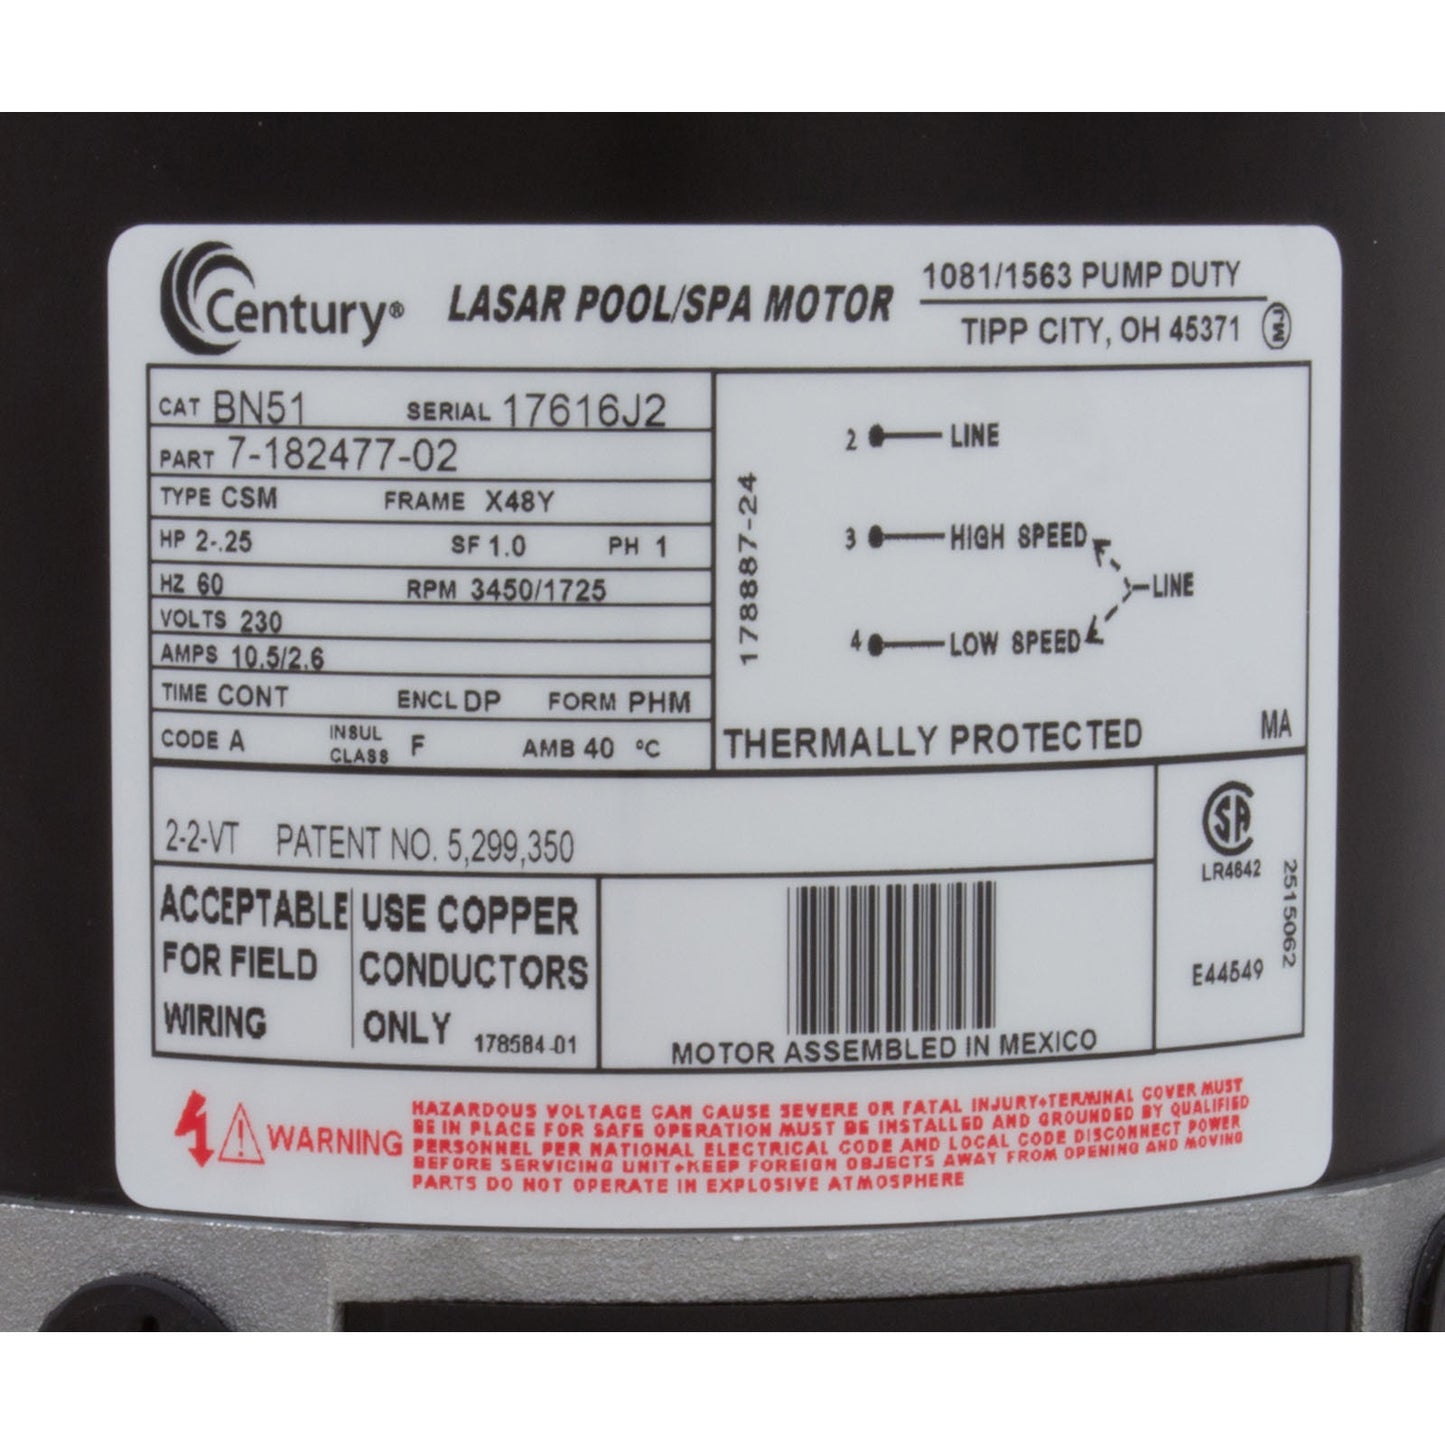 Century®
LASAR POOL/SPA MOTOR
1081/1563 PUMP DUTY
TIPP CITY, OH 45371
MJ
CAT BN51 SERIAL 17616J2
PART 7-182477-02
TYPE CSM FRAME X48Y
HP 2-.25 SF 1.0 PH 1
HZ 60 RPM 3450/1725
VOLTS 230
AMPS 10.5/2.6
TIME CONT ENCL DP FORM PHM
CODE A INSUL CLASS F AMB 40 °C
178887-24
2 LINE
3 HIGH SPEED
LINE
4 LOW SPEED
THERMALLY PROTECTED
MA
2-2-VT PATENT NO. 5,299,350
ACCEPTABLE
FOR FIELD
WIRING
USE COPPER
CONDUCTORS
ONLY 178584-01
MOTOR ASSEMBLED IN MEXICO
SA
LR4642
E44549
2515062
WARNING
HAZARDOUS VOLTAGE CAN CAUSE SEVERE OR FATAL INJURY•TERMINAL COVER MUST
BE IN PLACE FOR SAFE OPERATION MUST BE INSTALLED AND GROUNDED BY QUALIFIED
PERSONNEL PER NATIONAL ELECTRICAL CODE AND LOCAL CODE DISCONNECT POWER
BEFORE SERVICING UNIT•KEEP FOREIGN OBJECTS AWAY FROM OPENING AND MOVING
PARTS DO NOT OPERATE IN EXPLOSIVE ATMOSPHERE